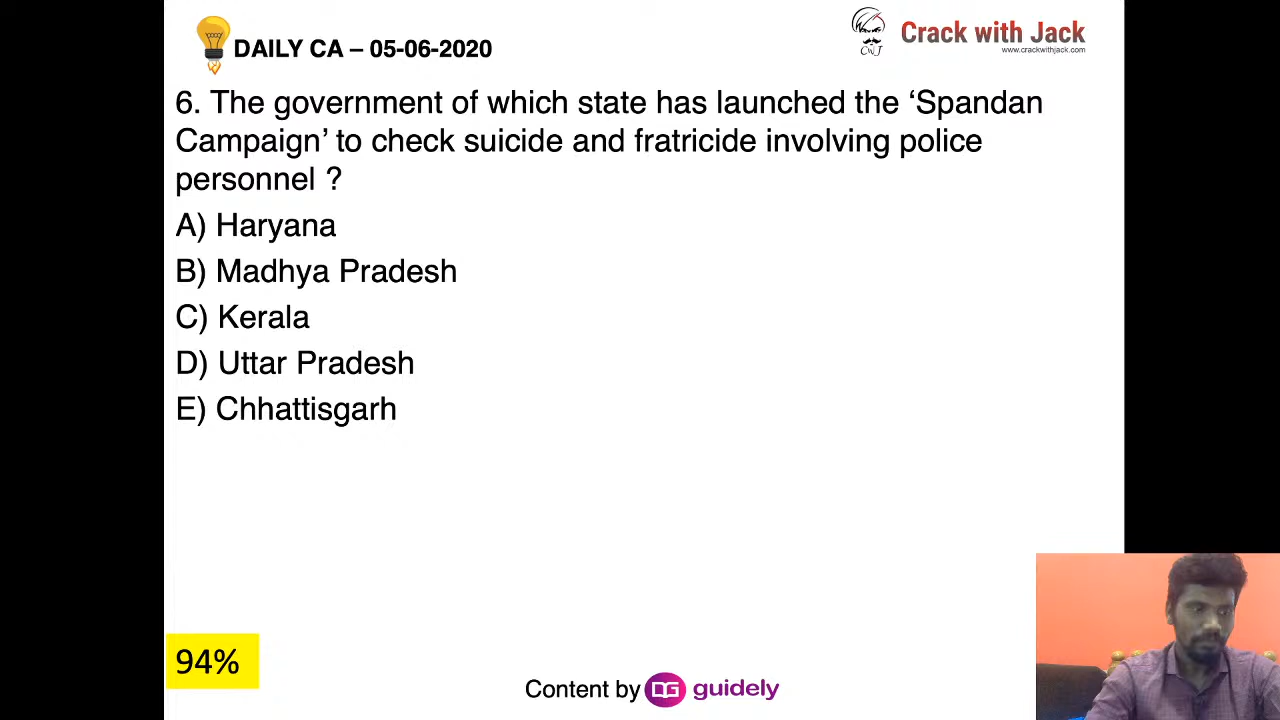 DAILY CA – 05-06-2020
Crack with Jack
www.crackwithjack.com
CWJ
6. The government of which state has launched the ‘Spandan
Campaign’ to check suicide and fratricide involving police
personnel ?
A) Haryana
B) Madhya Pradesh
C) Kerala
D) Uttar Pradesh
E) Chhattisgarh
94%
Content by DG guidely